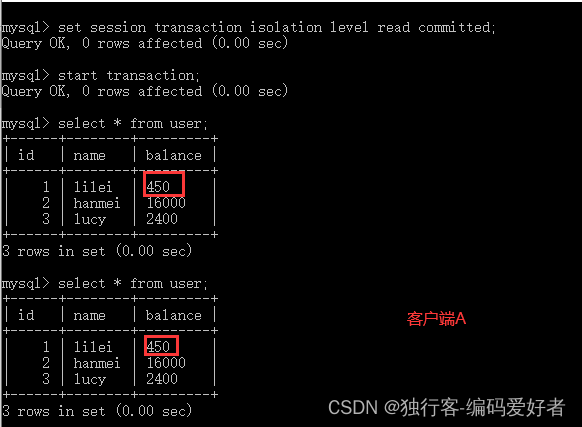 mysql> set session transaction isolation level read committed;
Query OK, 0 rows affected (0.00 sec)
mysql> start transaction;
Query OK, 0 rows affected (0.00 sec)
mysql> select * from user;
+------+--------+---------+
| id | name | balance |
+------+--------+---------+
| 1 | lilei | 450 |
| 2 | hanmei | 16000 |
| 3 | lucy | 2400 |
+------+--------+---------+
3 rows in set (0.00 sec)
mysql> select * from user;
+------+--------+---------+
| id | name | balance |
+------+--------+---------+
| 1 | lilei | 450 |
| 2 | hanmei | 16000 |
| 3 | lucy | 2400 |
+------+--------+---------+
3 rows in set (0.00 sec)
客户端A
CSDN @独行客-编码爱好者